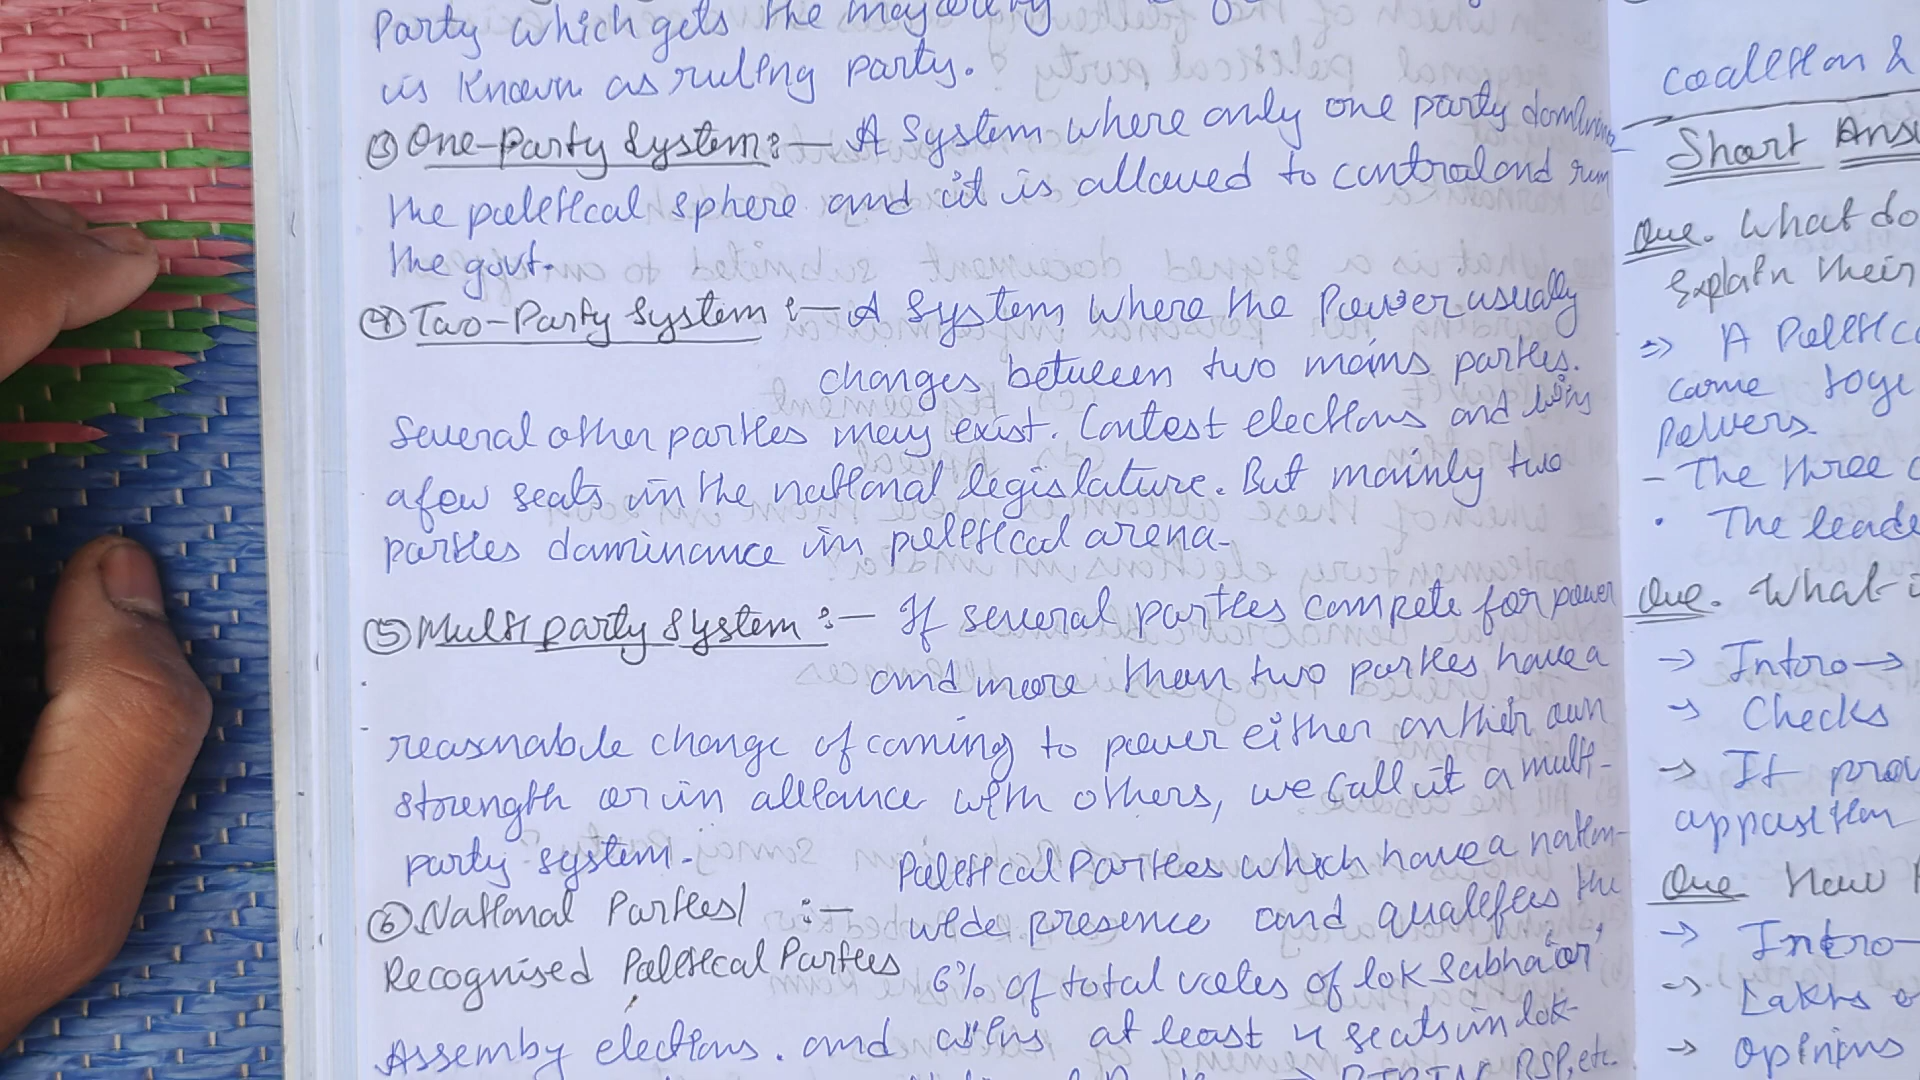 Party which gets the majority
is known as ruling party.
③ One-Party System :— A System where only one party domin
the political sphere and it is allowed to control and run
the govt.
④ Two-Party System :— A System where the Power usually
changes between two mains parties.
Several other parties may exist. Contest elections and wins
a few seats in the national legislature. But mainly two
parties daminance in political arena-
⑤ Multi party System :— If several parties compete for power
and more than two parties have a
reasonable change of coming to power either on their own
strength or in alliance with others, we call it a multi-
party system.
Political Parties which have a nation-
⑥ National Parties/ :— wide presence and qualifies the
Recognised Political Parties 6% of total votes of lok Sabha or
Assemby elections. and wins at least 4 seats in lok-
RSP, etc.
coalition &
Short Ans
Que. What do
Explain their
⇒ A Politic
came toge
powers.
- The three
• The leade
Que. What i
→ Intro →
→ Checks
→ It prov
opposition
Que How
→ Intro-
→ Lakhs o
→ opinions